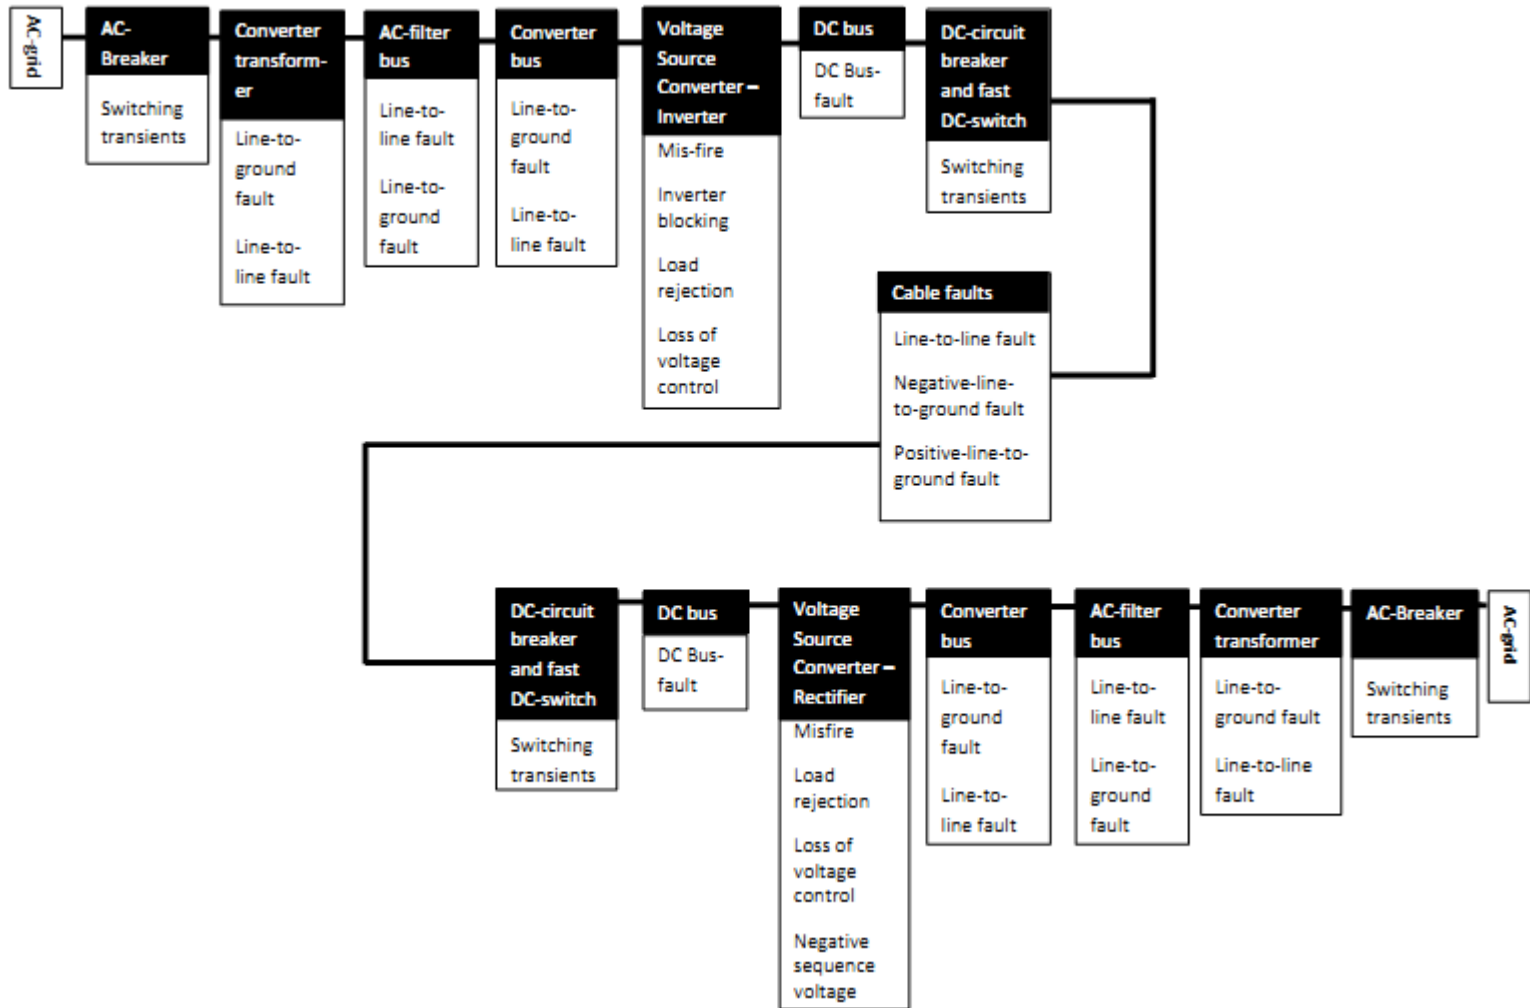 AC-grid
AC-
Breaker
Switching
transients
Converter
transform-
er
Line-to-
ground
fault
Line-to-
line fault
AC-filter
bus
Line-to-
line fault
Line-to-
ground
fault
Converter
bus
Line-to-
ground
fault
Line-to-
line fault
Voltage
Source
Converter –
Inverter
Mis-fire
Inverter
blocking
Load
rejection
Loss of
voltage
control
DC bus
DC Bus-
fault
DC-circuit
breaker
and fast
DC-switch
Switching
transients
Cable faults
Line-to-line fault
Negative-line-
to-ground fault
Positive-line-to-
ground fault
DC-circuit
breaker
and fast
DC-switch
Switching
transients
DC bus
DC Bus-
fault
Voltage
Source
Converter –
Rectifier
Misfire
Load
rejection
Loss of
voltage
control
Negative
sequence
voltage
Converter
bus
Line-to-
ground
fault
Line-to-
line fault
AC-filter
bus
Line-to-
line fault
Line-to-
ground
fault
Converter
transformer
Line-to-
ground fault
Line-to-line
fault
AC-Breaker
Switching
transients
AC-grid